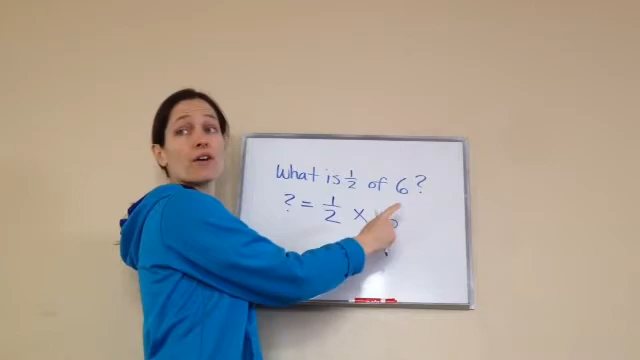 What is 1/2 of 6?
? = 1/2 x